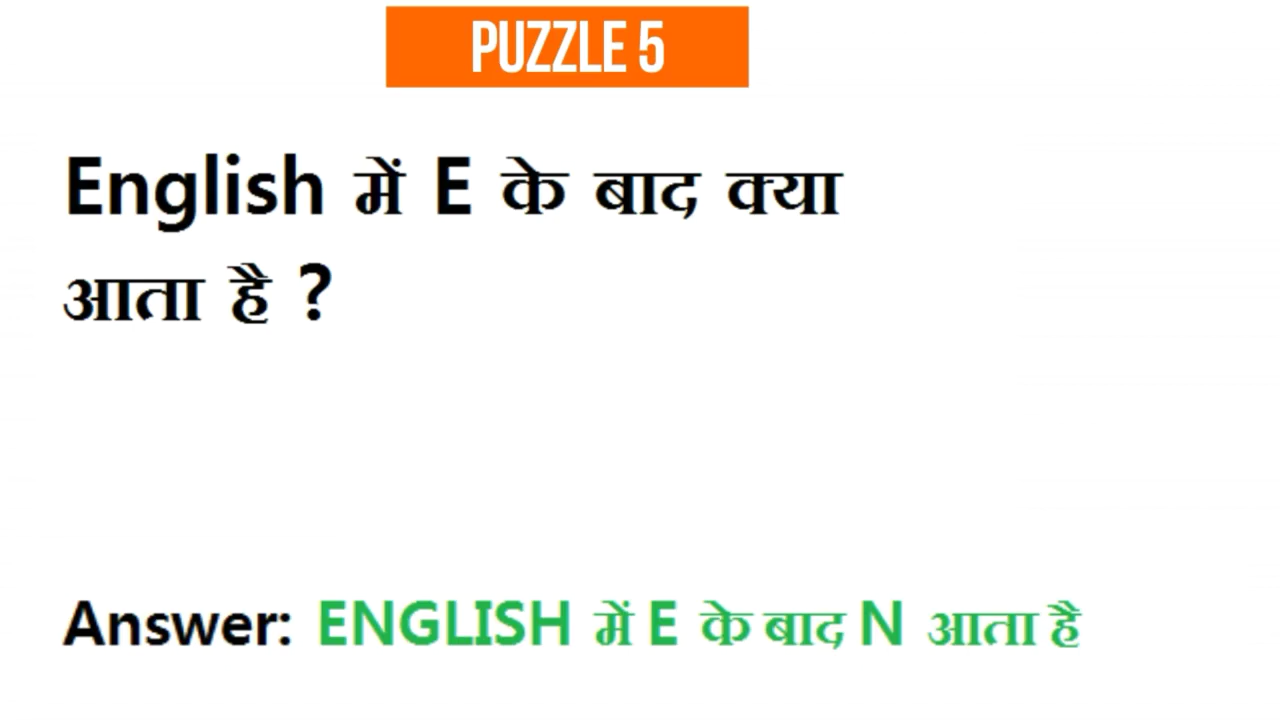 PUZZLE 5
English में E के बाद क्या
आता है ?
Answer: ENGLISH में E के बाद N आता है